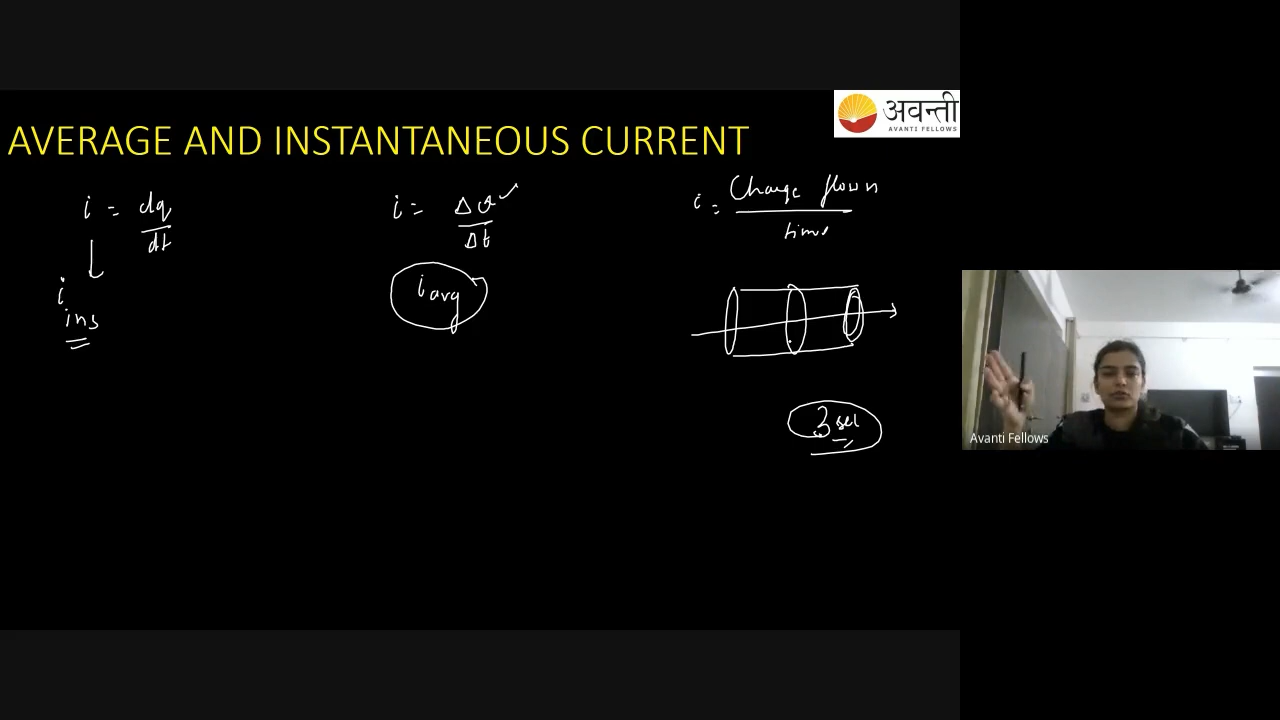 अवन्ती
AVANTI FELLOWS
AVERAGE AND INSTANTANEOUS CURRENT
i = dq
dt
i
ins
i = ΔQ
Δt
i avg
i = Charge flown
time
3 sec
Avanti Fellows